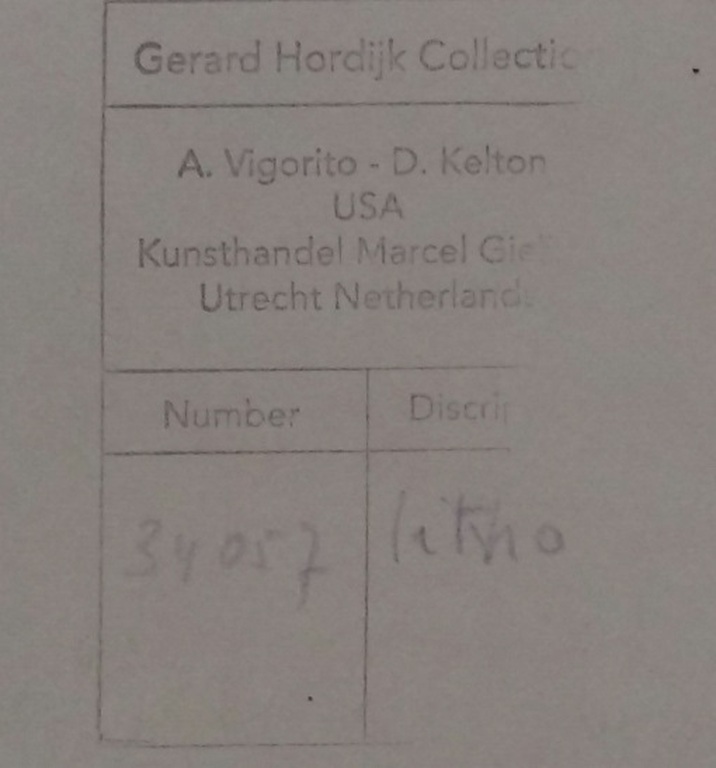 Gerard Hordijk Collectio
A. Vigorito - D. Kelton
USA
Kunsthandel Marcel Gie
Utrecht Netherland
Number Discri
34057 litho